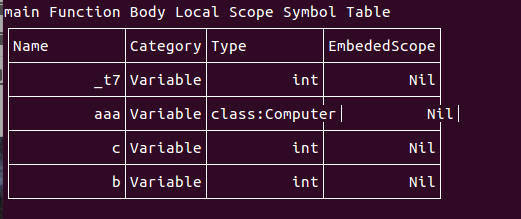 main Function Body Local Scope Symbol Table
Name Category Type EmbededScope
_t7 Variable int Nil
aaa Variable class:Computer Nil
c Variable int Nil
b Variable int Nil